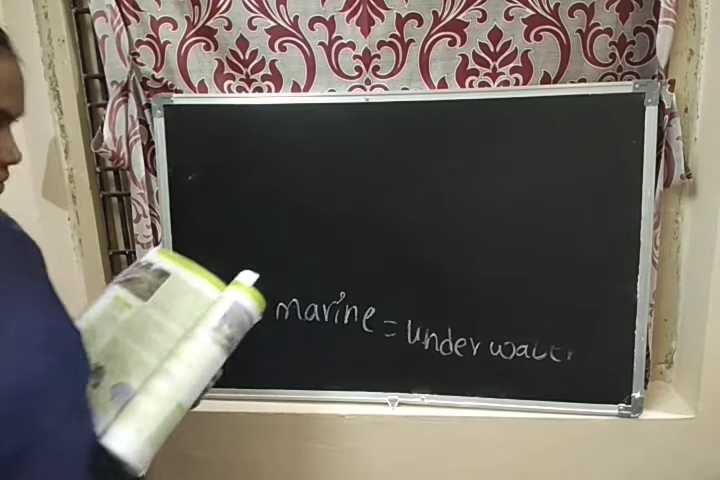 marine = under water